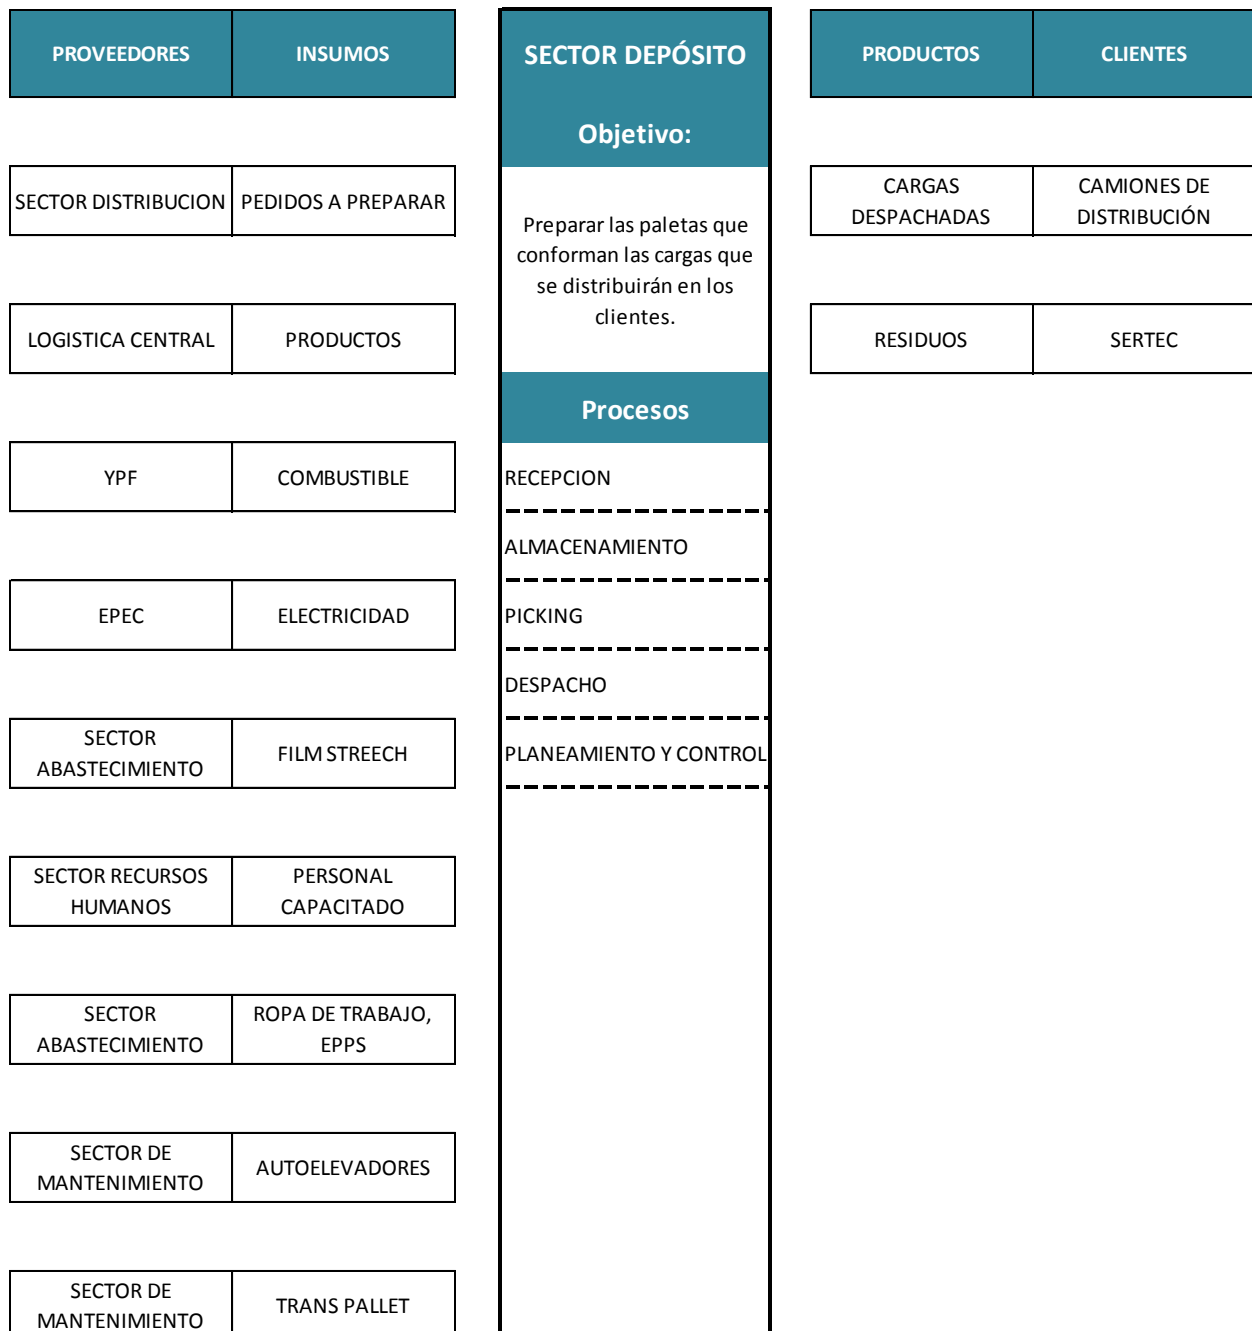 PROVEEDORES
INSUMOS
SECTOR DEPÓSITO
PRODUCTOS
CLIENTES
Objetivo:
SECTOR DISTRIBUCION
PEDIDOS A PREPARAR
Preparar las paletas que
conforman las cargas que
se distribuirán en los
clientes.
CARGAS
DESPACHADAS
CAMIONES DE
DISTRIBUCIÓN
LOGISTICA CENTRAL
PRODUCTOS
RESIDUOS
SERTEC
Procesos
YPF
COMBUSTIBLE
RECEPCION
ALMACENAMIENTO
EPEC
ELECTRICIDAD
PICKING
DESPACHO
SECTOR
ABASTECIMIENTO
FILM STREECH
PLANEAMIENTO Y CONTROL
SECTOR RECURSOS
HUMANOS
PERSONAL
CAPACITADO
SECTOR
ABASTECIMIENTO
ROPA DE TRABAJO,
EPPS
SECTOR DE
MANTENIMIENTO
AUTOELEVADORES
SECTOR DE
MANTENIMIENTO
TRANS PALLET